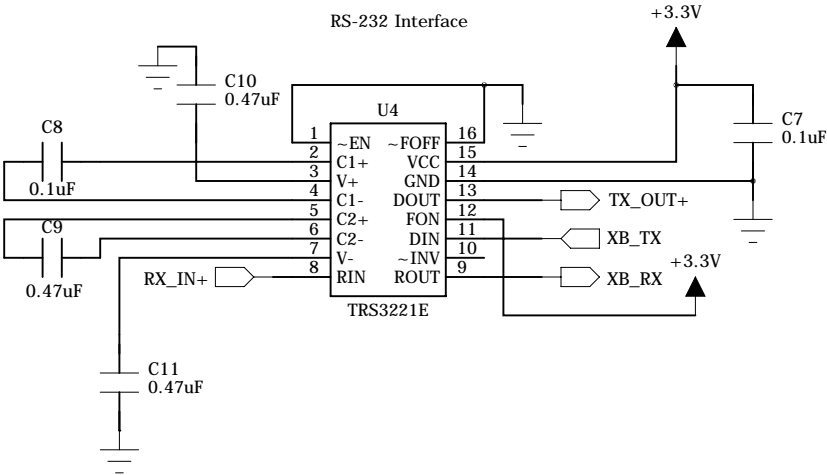 RS-232 Interface
+3.3V
C10
0.47uF
U4
C7
0.1uF
C8
0.1uF
1 ~EN ~FOFF 16
2 C1+ VCC 15
3 V+ GND 14
4 C1- DOUT 13 TX_OUT+
5 C2+ FON 12
6 C2- DIN 11 XB_TX
7 V- ~INV 10
RX_IN+ 8 RIN ROUT 9 XB_RX
C9
0.47uF
+3.3V
TRS3221E
C11
0.47uF